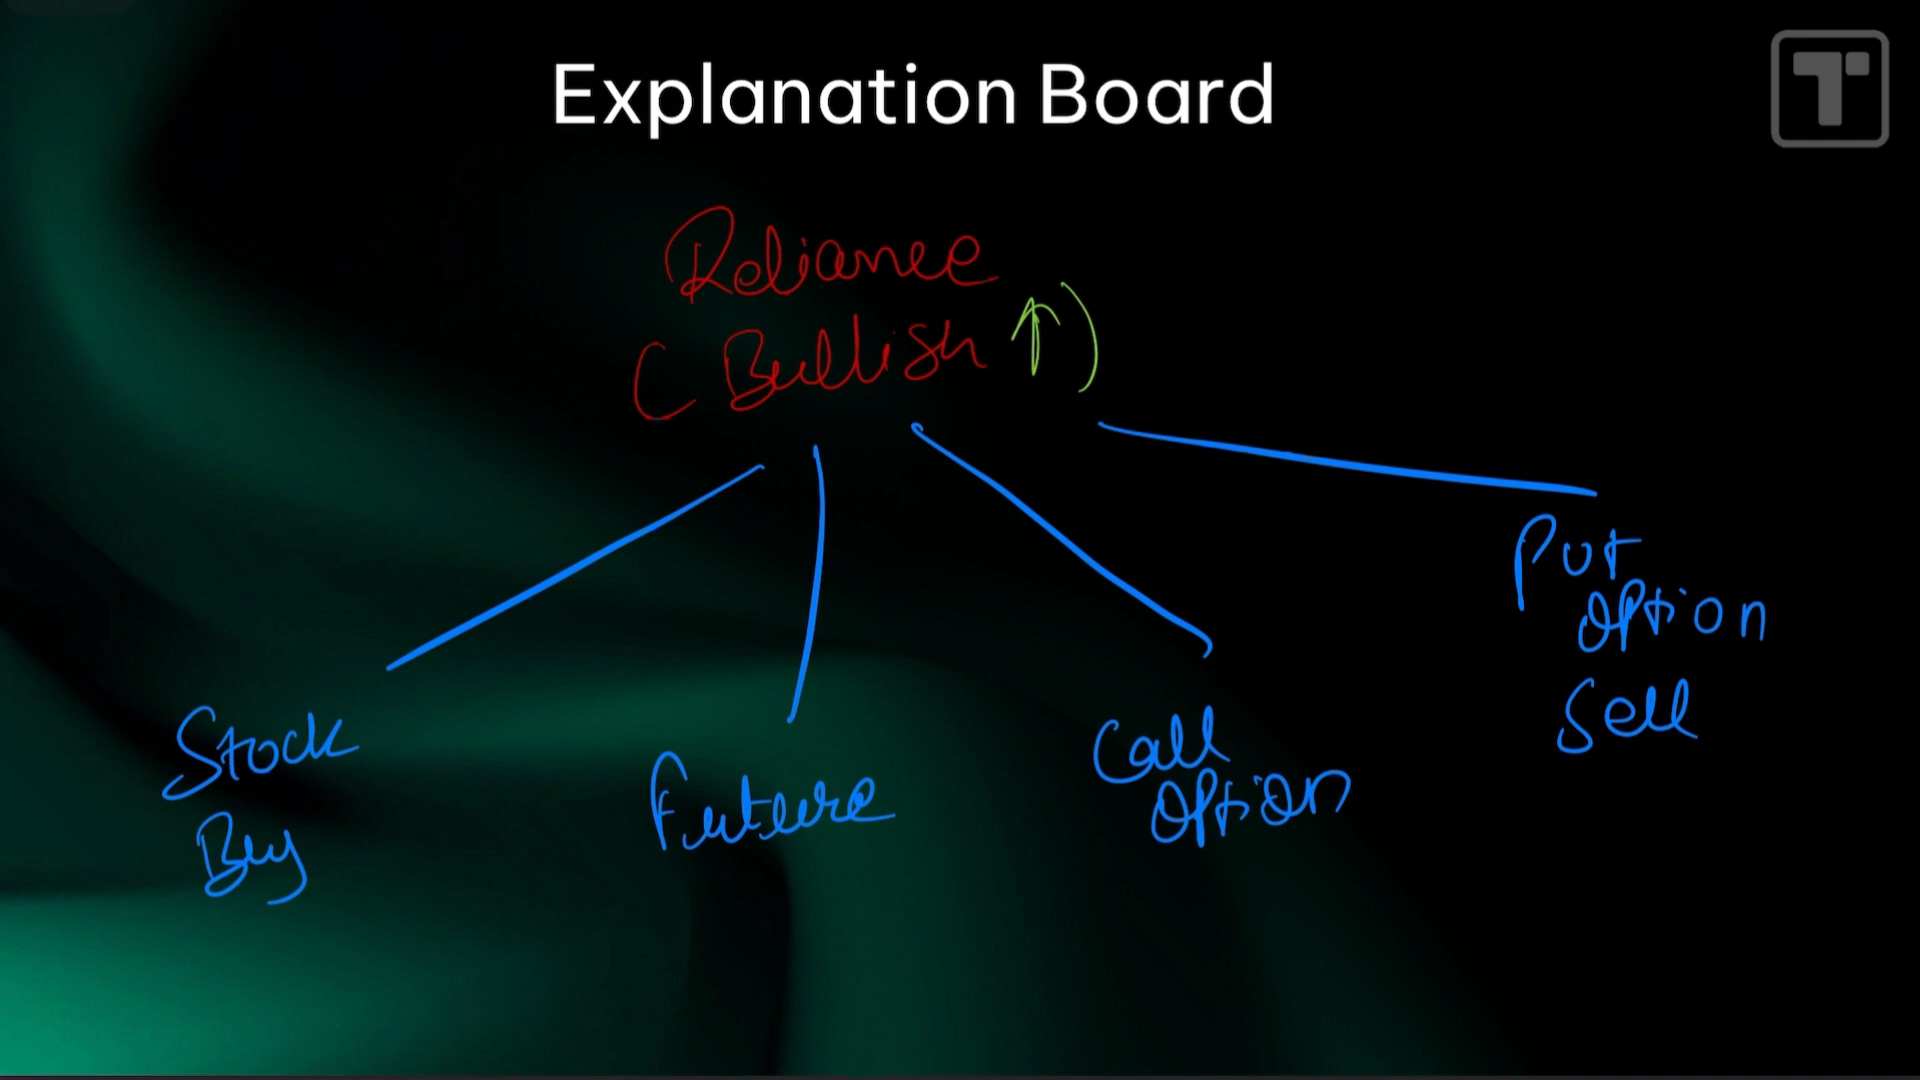 Explanation Board
T
Reliance
(Bullish ↑)
Put
option
Sell
Stock
Buy
Future
Call
option